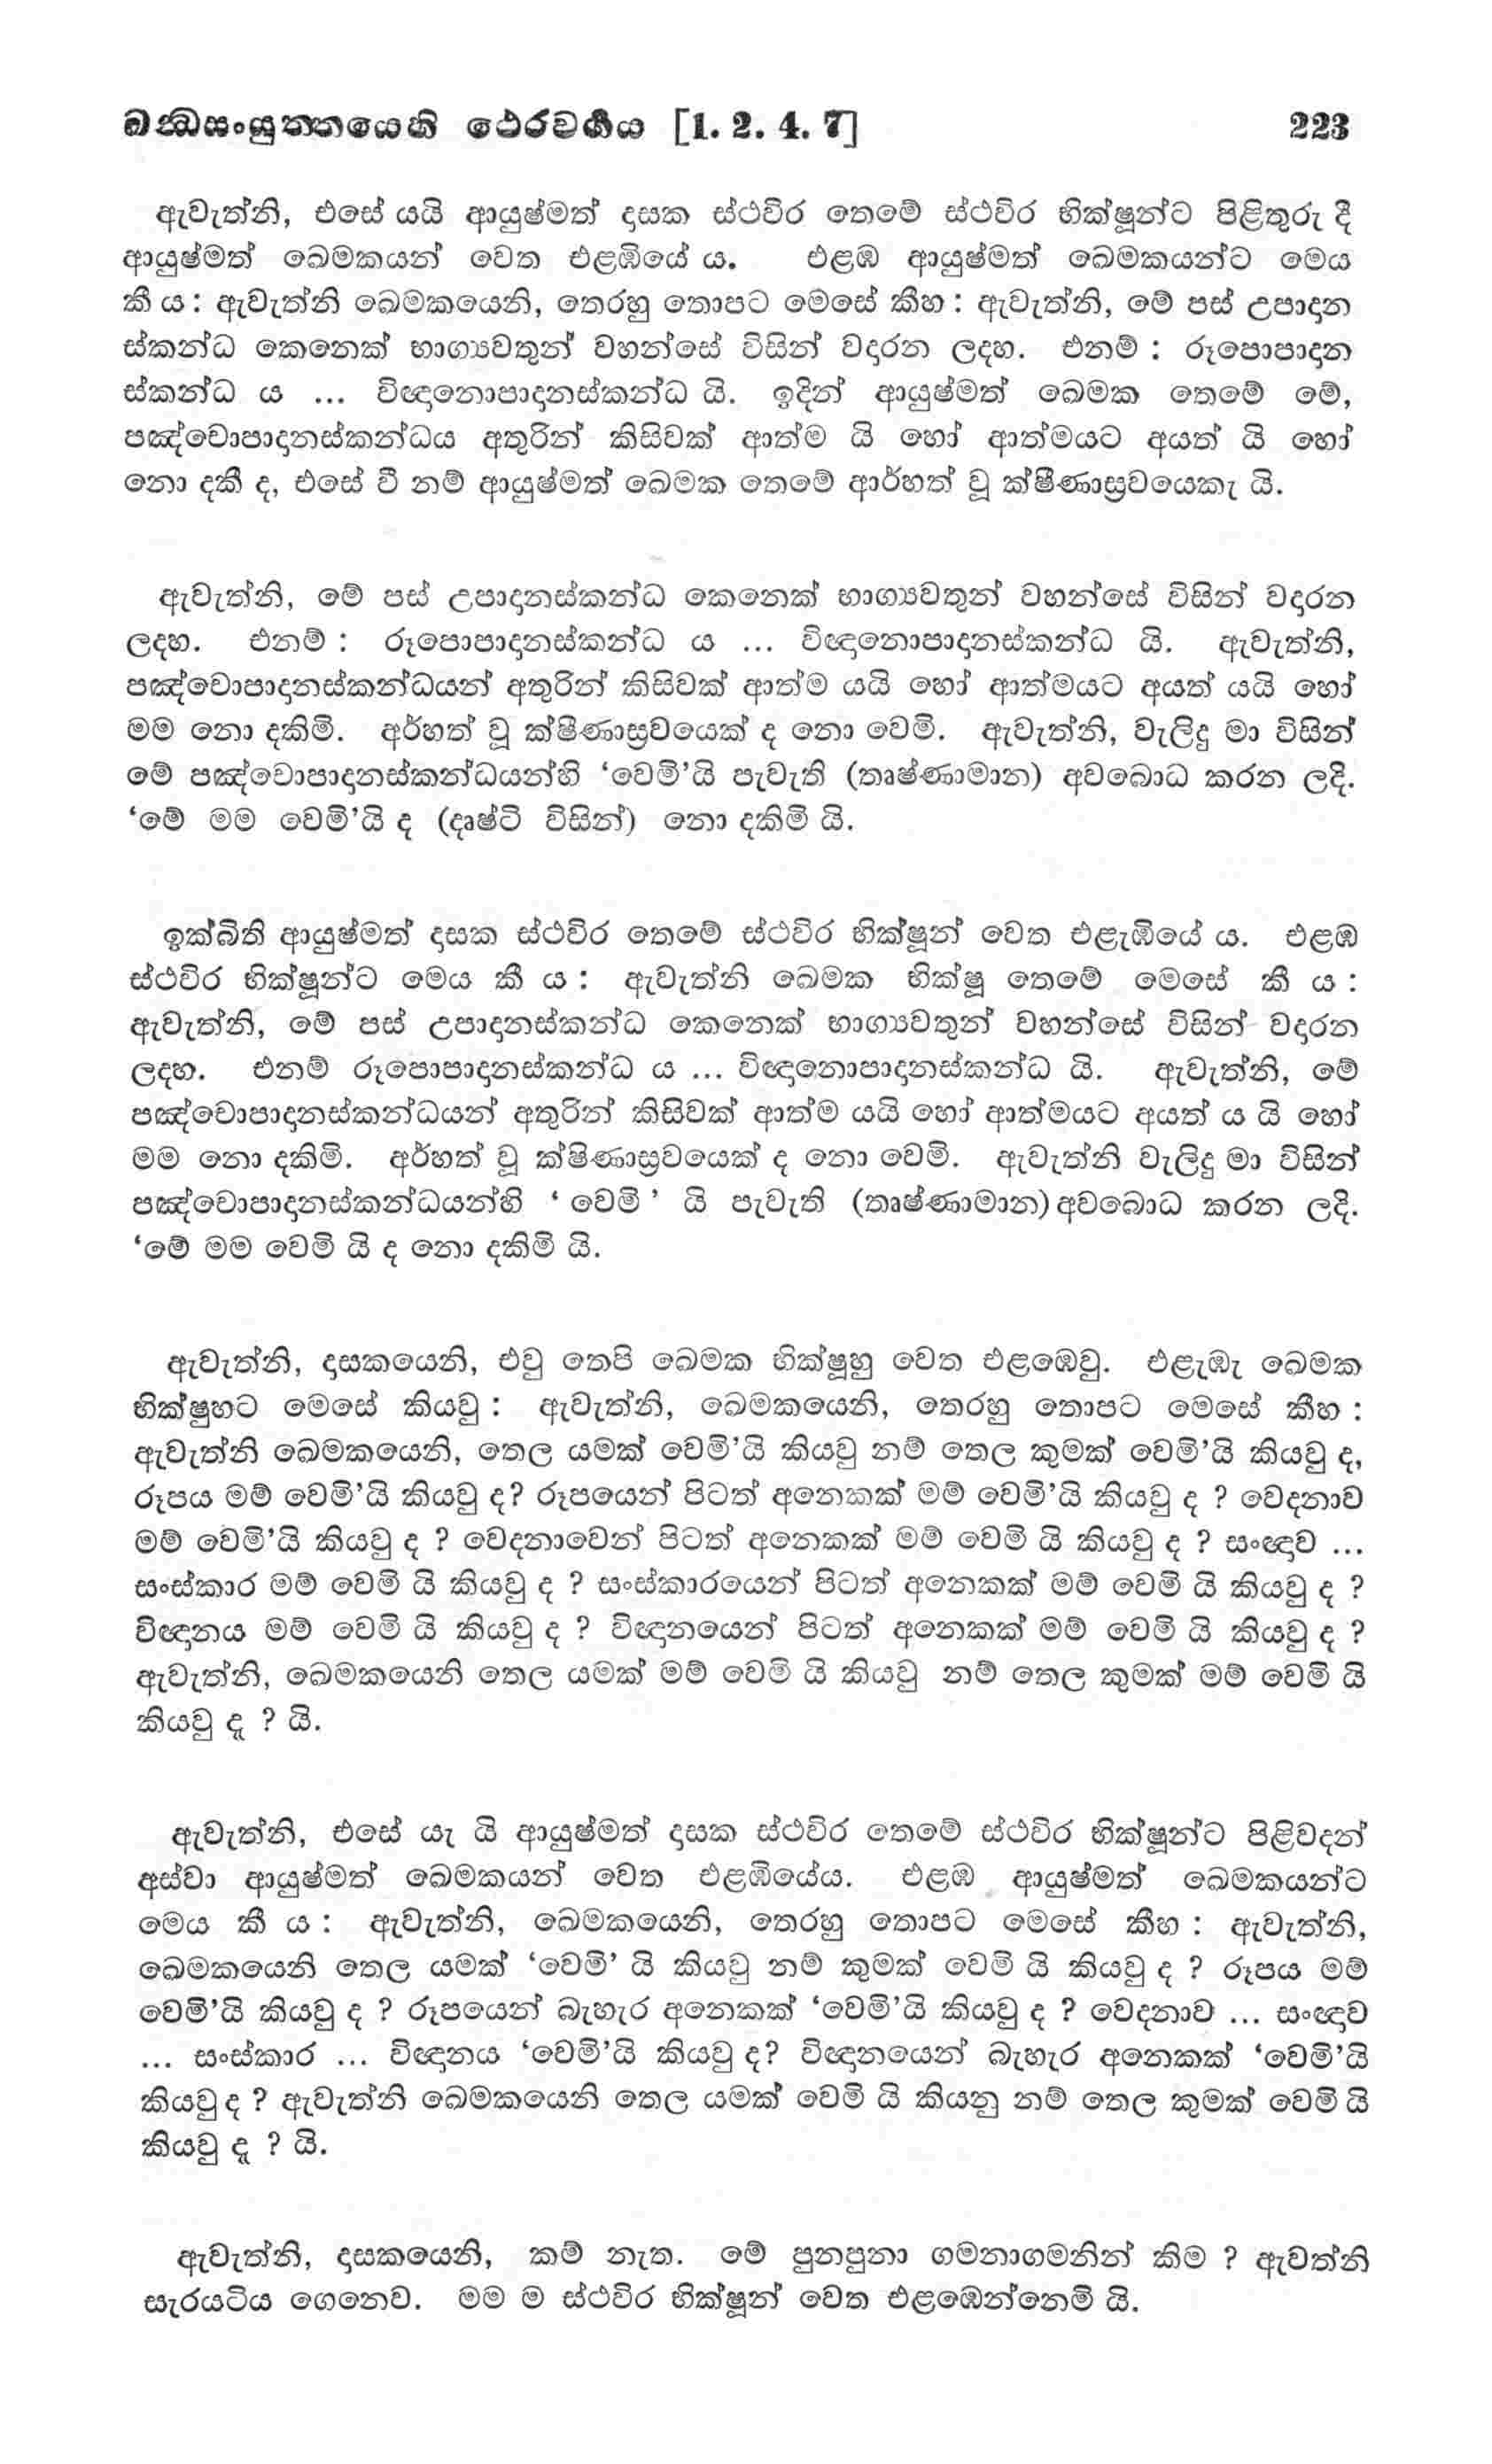 ඛන්‍ධසංයුත්තයෙහි ථෙරවර්‍ගය [1. 2. 4. 7] 223
ඇවැත්නි, එසේ යයි ආයුෂ්මත් දාසක ස්ථවිර තෙමේ ස්ථවිර භික්ෂූන්ට පිළිතුරු දී
ආයුෂ්මත් ඛෙමකයන් වෙත එළඹියේ ය. එළඹ ආයුෂ්මත් ඛෙමකයන්ට මෙය
කී ය: ඇවැත්නි ඛෙමකයෙනි, තෙරහු තොපට මෙසේ කීහ: ඇවැත්නි, මේ පස් උපාදාන
ස්කන්ධ කෙනෙක් භාග්‍යවතුන් වහන්සේ විසින් වදාරන ලදහ. එනම්: රූපොපාදාන
ස්කන්ධ ය ... විඥානොපාදානස්කන්ධ යි. ඉදින් ආයුෂ්මත් ඛෙමක තෙමේ මේ,
පඤ්චොපාදානස්කන්ධය අතුරින් කිසිවක් ආත්ම යි හෝ ආත්මයට අයත් යි හෝ
නො දකී ද, එසේ වී නම් ආයුෂ්මත් ඛෙමක තෙමේ ආර්හත් වූ ක්ෂීණාස්‍රවයෙකැ යි.
ඇවැත්නි, මේ පස් උපාදානස්කන්ධ කෙනෙක් භාග්‍යවතුන් වහන්සේ විසින් වදාරන
ලදහ. එනම්: රූපොපාදානස්කන්ධ ය ... විඥානොපාදානස්කන්ධ යි. ඇවැත්නි,
පඤ්චොපාදානස්කන්ධයන් අතුරින් කිසිවක් ආත්ම යයි හෝ ආත්මයට අයත් යයි හෝ
මම නො දකිමි. අර්හත් වූ ක්ෂීණාස්‍රවයෙක් ද නො වෙමි. ඇවැත්නි, වැලිදු මා විසින්
මේ පඤ්චොපාදානස්කන්ධයන්හි ‘වෙමි’යි පැවැති (තෘෂ්ණාමාන) අවබොධ කරන ලදි.
‘මේ මම වෙමි’යි ද (දෘෂ්ටි විසින්) නො දකිමි යි.
ඉක්බිති ආයුෂ්මත් දාසක ස්ථවිර තෙමේ ස්ථවිර භික්ෂූන් වෙත එළැඹියේ ය. එළඹ
ස්ථවිර භික්ෂූන්ට මෙය කී ය: ඇවැත්නි ඛෙමක භික්ෂූ තෙමේ මෙසේ කී ය:
ඇවැත්නි, මේ පස් උපාදානස්කන්ධ කෙනෙක් භාග්‍යවතුන් වහන්සේ විසින් වදාරන
ලදහ. එනම් රූපොපාදානස්කන්ධ ය ... විඥානොපාදානස්කන්ධ යි. ඇවැත්නි, මේ
පඤ්චොපාදානස්කන්ධයන් අතුරින් කිසිවක් ආත්ම යයි හෝ ආත්මයට අයත් ය යි හෝ
මම නො දකිමි. අර්හත් වූ ක්ෂිණාස්‍රවයෙක් ද නො වෙමි. ඇවැත්නි වැලිදු මා විසින්
පඤ්චොපාදානස්කන්ධයන්හි ‘ වෙමි ’ යි පැවැති (තෘෂ්ණාමාන) අවබොධ කරන ලදි.
‘මේ මම වෙමි යි ද නො දකිමි යි.
ඇවැත්නි, දාසකයෙනි, එවු තෙපි ඛෙමක භික්ෂූහු වෙත එළඹෙවු. එළැඹැ ඛෙමක
භික්ෂුහට මෙසේ කියවු: ඇවැත්නි, ඛෙමකයෙනි, තෙරහු තොපට මෙසේ කීහ:
ඇවැත්නි ඛෙමකයෙනි, තෙල යමක් වෙමි’යි කියවු නම් තෙල කුමක් වෙමි’යි කියවු ද,
රූපය මම් වෙමි’යි කියවු ද? රූපයෙන් පිටත් අනෙකක් මම් වෙමි’යි කියවු ද ? වෙදනාව
මම් වෙමි’යි කියවු ද ? වෙදනාවෙන් පිටත් අනෙකක් මම් වෙමි යි කියවු ද ? සංඥාව ...
සංස්කාර මම් වෙමි යි කියවු ද ? සංස්කාරයෙන් පිටත් අනෙකක් මම් වෙමි යි කියවු ද ?
විඥානය මම් වෙමි යි කියවු ද ? විඥානයෙන් පිටත් අනෙකක් මම් වෙමි යි කියවු ද ?
ඇවැත්නි, ඛෙමකයෙනි තෙල යමක් මම් වෙමි යි කියවු නම් තෙල කුමක් මම් වෙමි යි
කියවු දැ ? යි.
ඇවැත්නි, එසේ යැ යි ආයුෂ්මත් දාසක ස්ථවිර තෙමේ ස්ථවිර භික්ෂූන්ට පිළිවදන්
අස්වා ආයුෂ්මත් ඛෙමකයන් වෙත එළඹියේය. එළඹ ආයුෂ්මත් ඛෙමකයන්ට
මෙය කී ය: ඇවැත්නි, ඛෙමකයෙනි, තෙරහු තොපට මෙසේ කීහ: ඇවැත්නි,
ඛෙමකයෙනි තෙල යමක් ‘වෙමි’ යි කියවු නම් කුමක් වෙමි යි කියවු ද ? රූපය මම්
වෙමි’යි කියවු ද ? රූපයෙන් බැහැර අනෙකක් ‘වෙමි’යි කියවු ද ? වෙදනාව ... සංඥාව
... සංස්කාර ... විඥානය ‘වෙමි’යි කියවු ද? විඥානයෙන් බැහැර අනෙකක් ‘වෙමි’යි
කියවු ද ? ඇවැත්නි ඛෙමකයෙනි තෙල යමක් වෙමි යි කියනු නම් තෙල කුමක් වෙමි යි
කියවු දැ ? යි.
ඇවැත්නි, දාසකයෙනි, කම් නැත. මේ පුනපුනා ගමනාගමනින් කිම ? ඇවත්නි
සැරයටිය ගෙනෙව. මම ම ස්ථවිර භික්ෂූන් වෙත එළඹෙන්නෙමි යි.